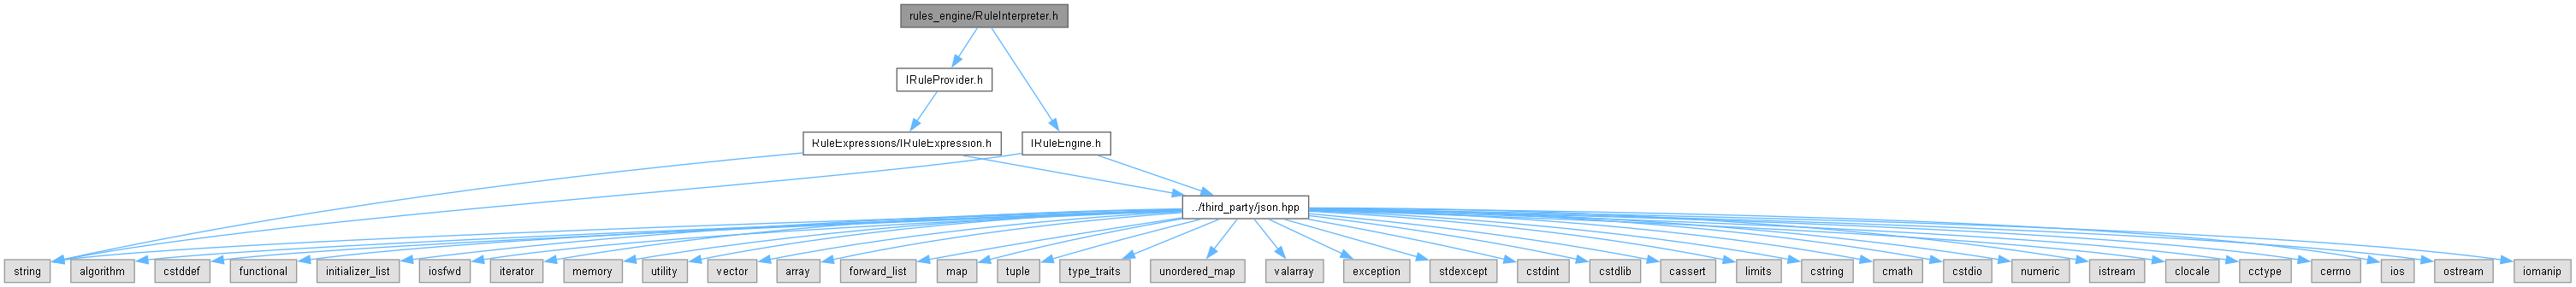 rules_engine/RuleInterpreter.h
IRuleProvider.h
RuleExpressions/IRuleExpression.h
IRuleEngine.h
../third_party/json.hpp
string
algorithm
cstddef
functional
initializer_list
iosfwd
iterator
memory
utility
vector
array
forward_list
map
tuple
type_traits
unordered_map
valarray
exception
stdexcept
cstdint
cstdlib
cassert
limits
cstring
cmath
cstdio
numeric
istream
clocale
cctype
cerrno
ios
ostream
iomanip